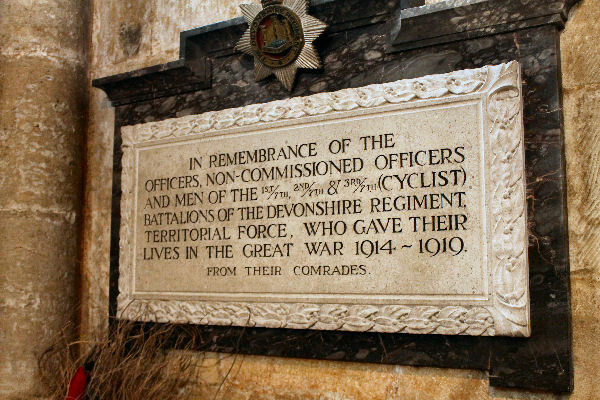 IN REMEMBRANCE OF THE
OFFICERS, NON-COMMISSIONED OFFICERS
AND MEN OF THE 1ST/7TH, 2ND/7TH & 3RD/7TH (CYCLIST)
BATTALIONS OF THE DEVONSHIRE REGIMENT,
TERRITORIAL FORCE, WHO GAVE THEIR
LIVES IN THE GREAT WAR 1914~1919.
FROM THEIR COMRADES.